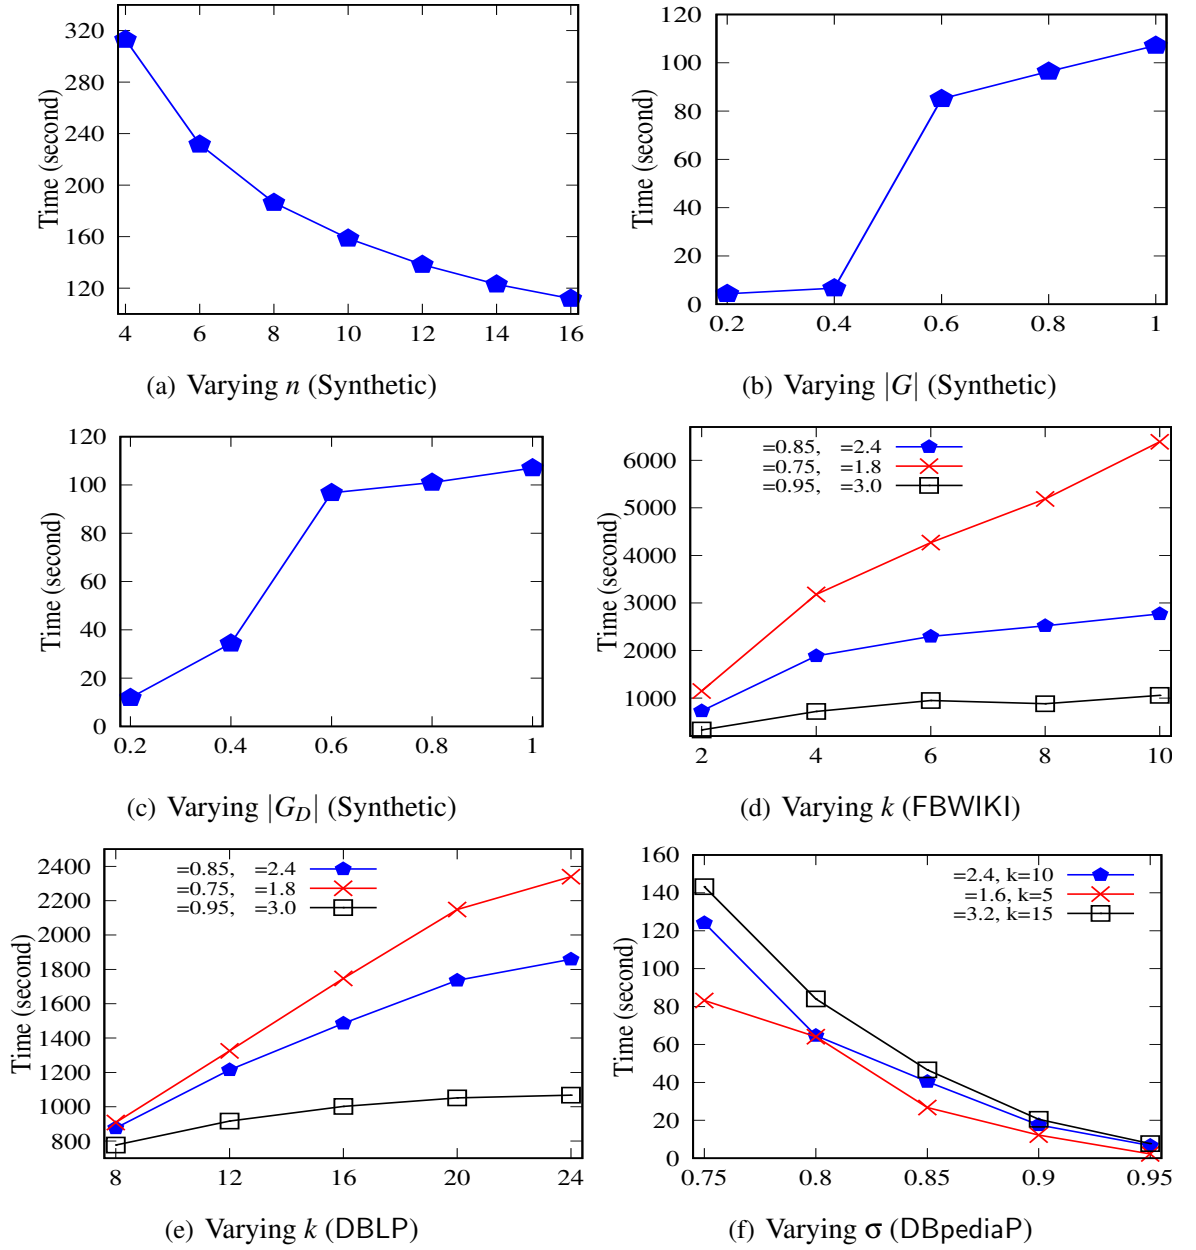 320
280
240
200
160
120
Time (second)
4 6 8 10 12 14 16
(a) Varying n (Synthetic)
120
100
80
60
40
20
0
Time (second)
0.2 0.4 0.6 0.8 1
(b) Varying |G| (Synthetic)
120
100
80
60
40
20
0
Time (second)
0.2 0.4 0.6 0.8 1
(c) Varying |G_D| (Synthetic)
=0.85, =2.4
=0.75, =1.8
=0.95, =3.0
6000
5000
4000
3000
2000
1000
Time (second)
2 4 6 8 10
(d) Varying k (FBWIKI)
=0.85, =2.4
=0.75, =1.8
=0.95, =3.0
2400
2200
2000
1800
1600
1400
1200
1000
800
Time (second)
8 12 16 20 24
(e) Varying k (DBLP)
=2.4, k=10
=1.6, k=5
=3.2, k=15
160
140
120
100
80
60
40
20
0
Time (second)
0.75 0.8 0.85 0.9 0.95
(f) Varying σ (DBpediaP)